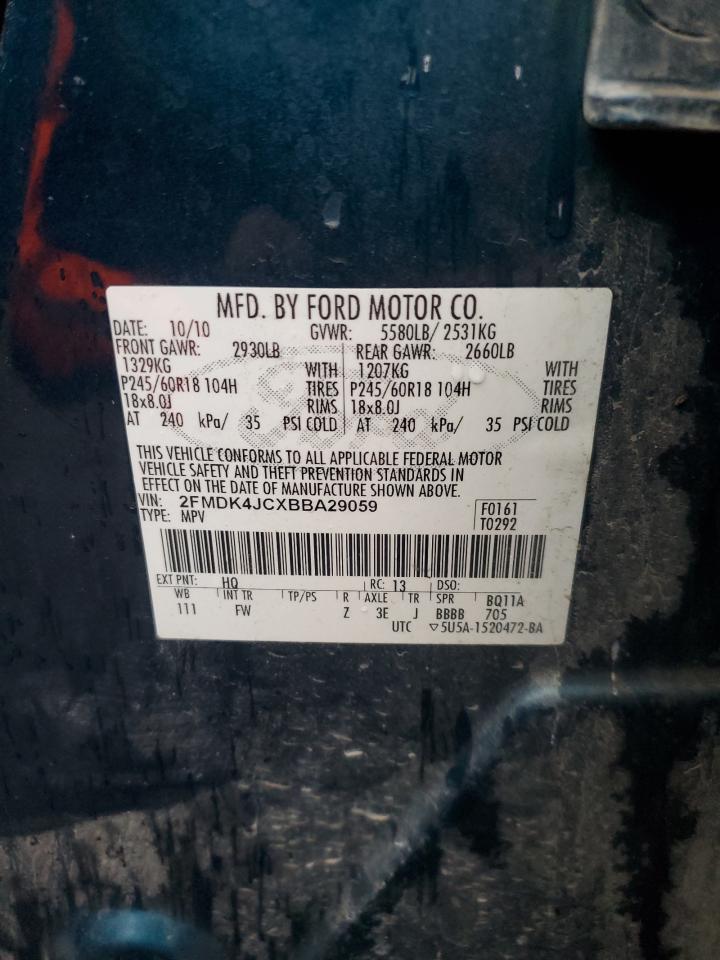 MFD. BY FORD MOTOR CO.
DATE: 10/10 GVWR: 5580LB/ 2531KG
FRONT GAWR: 2930LB REAR GAWR: 2660LB
1329KG WITH 1207KG WITH
P245/60R18 104H TIRES P245/60R18 104H TIRES
18x8.0J RIMS 18x8.0J RIMS
AT 240 kPa/ 35 PSI COLD AT 240 kPa/ 35 PSI COLD
THIS VEHICLE CONFORMS TO ALL APPLICABLE FEDERAL MOTOR
VEHICLE SAFETY AND THEFT PREVENTION STANDARDS IN
EFFECT ON THE DATE OF MANUFACTURE SHOWN ABOVE.
VIN: 2FMDK4JCXBBA29059 F0161
TYPE: MPV T0292
EXT PNT: HQ RC: 13 DSO:
WB INT TR TP/PS R AXLE TR SPR BQ11A
111 FW Z 3E J BBBB 705
UTC ▽5U5A-1520472-BA